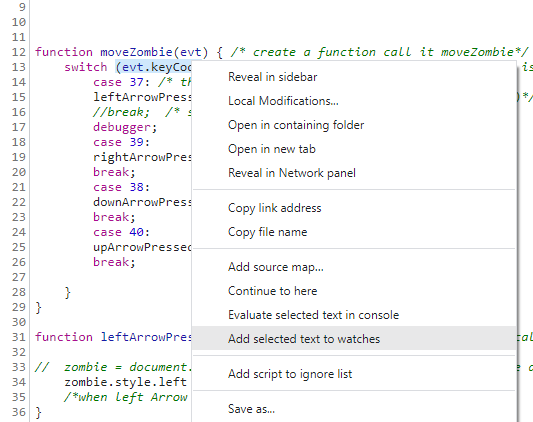 9
10
11
12 function moveZombie(evt) { /* create a function call it moveZombie*/
13 switch (evt.keyCod is
14 case 37: /* th
15 leftArrowPress )*/
16 //break; /* s
17 debugger;
18 case 39:
19 rightArrowPres
20 break;
21 case 38:
22 downArrowPress
23 break;
24 case 40:
25 upArrowPressed
26 break;
27
28 }
29 }
30
31 function leftArrowPres cal
32
33 // zombie = document. e
34 zombie.style.left
35 /*when left Arrow
36 }
Reveal in sidebar
Local Modifications...
Open in containing folder
Open in new tab
Reveal in Network panel
Copy link address
Copy file name
Add source map...
Continue to here
Evaluate selected text in console
Add selected text to watches
Add script to ignore list
Save as...